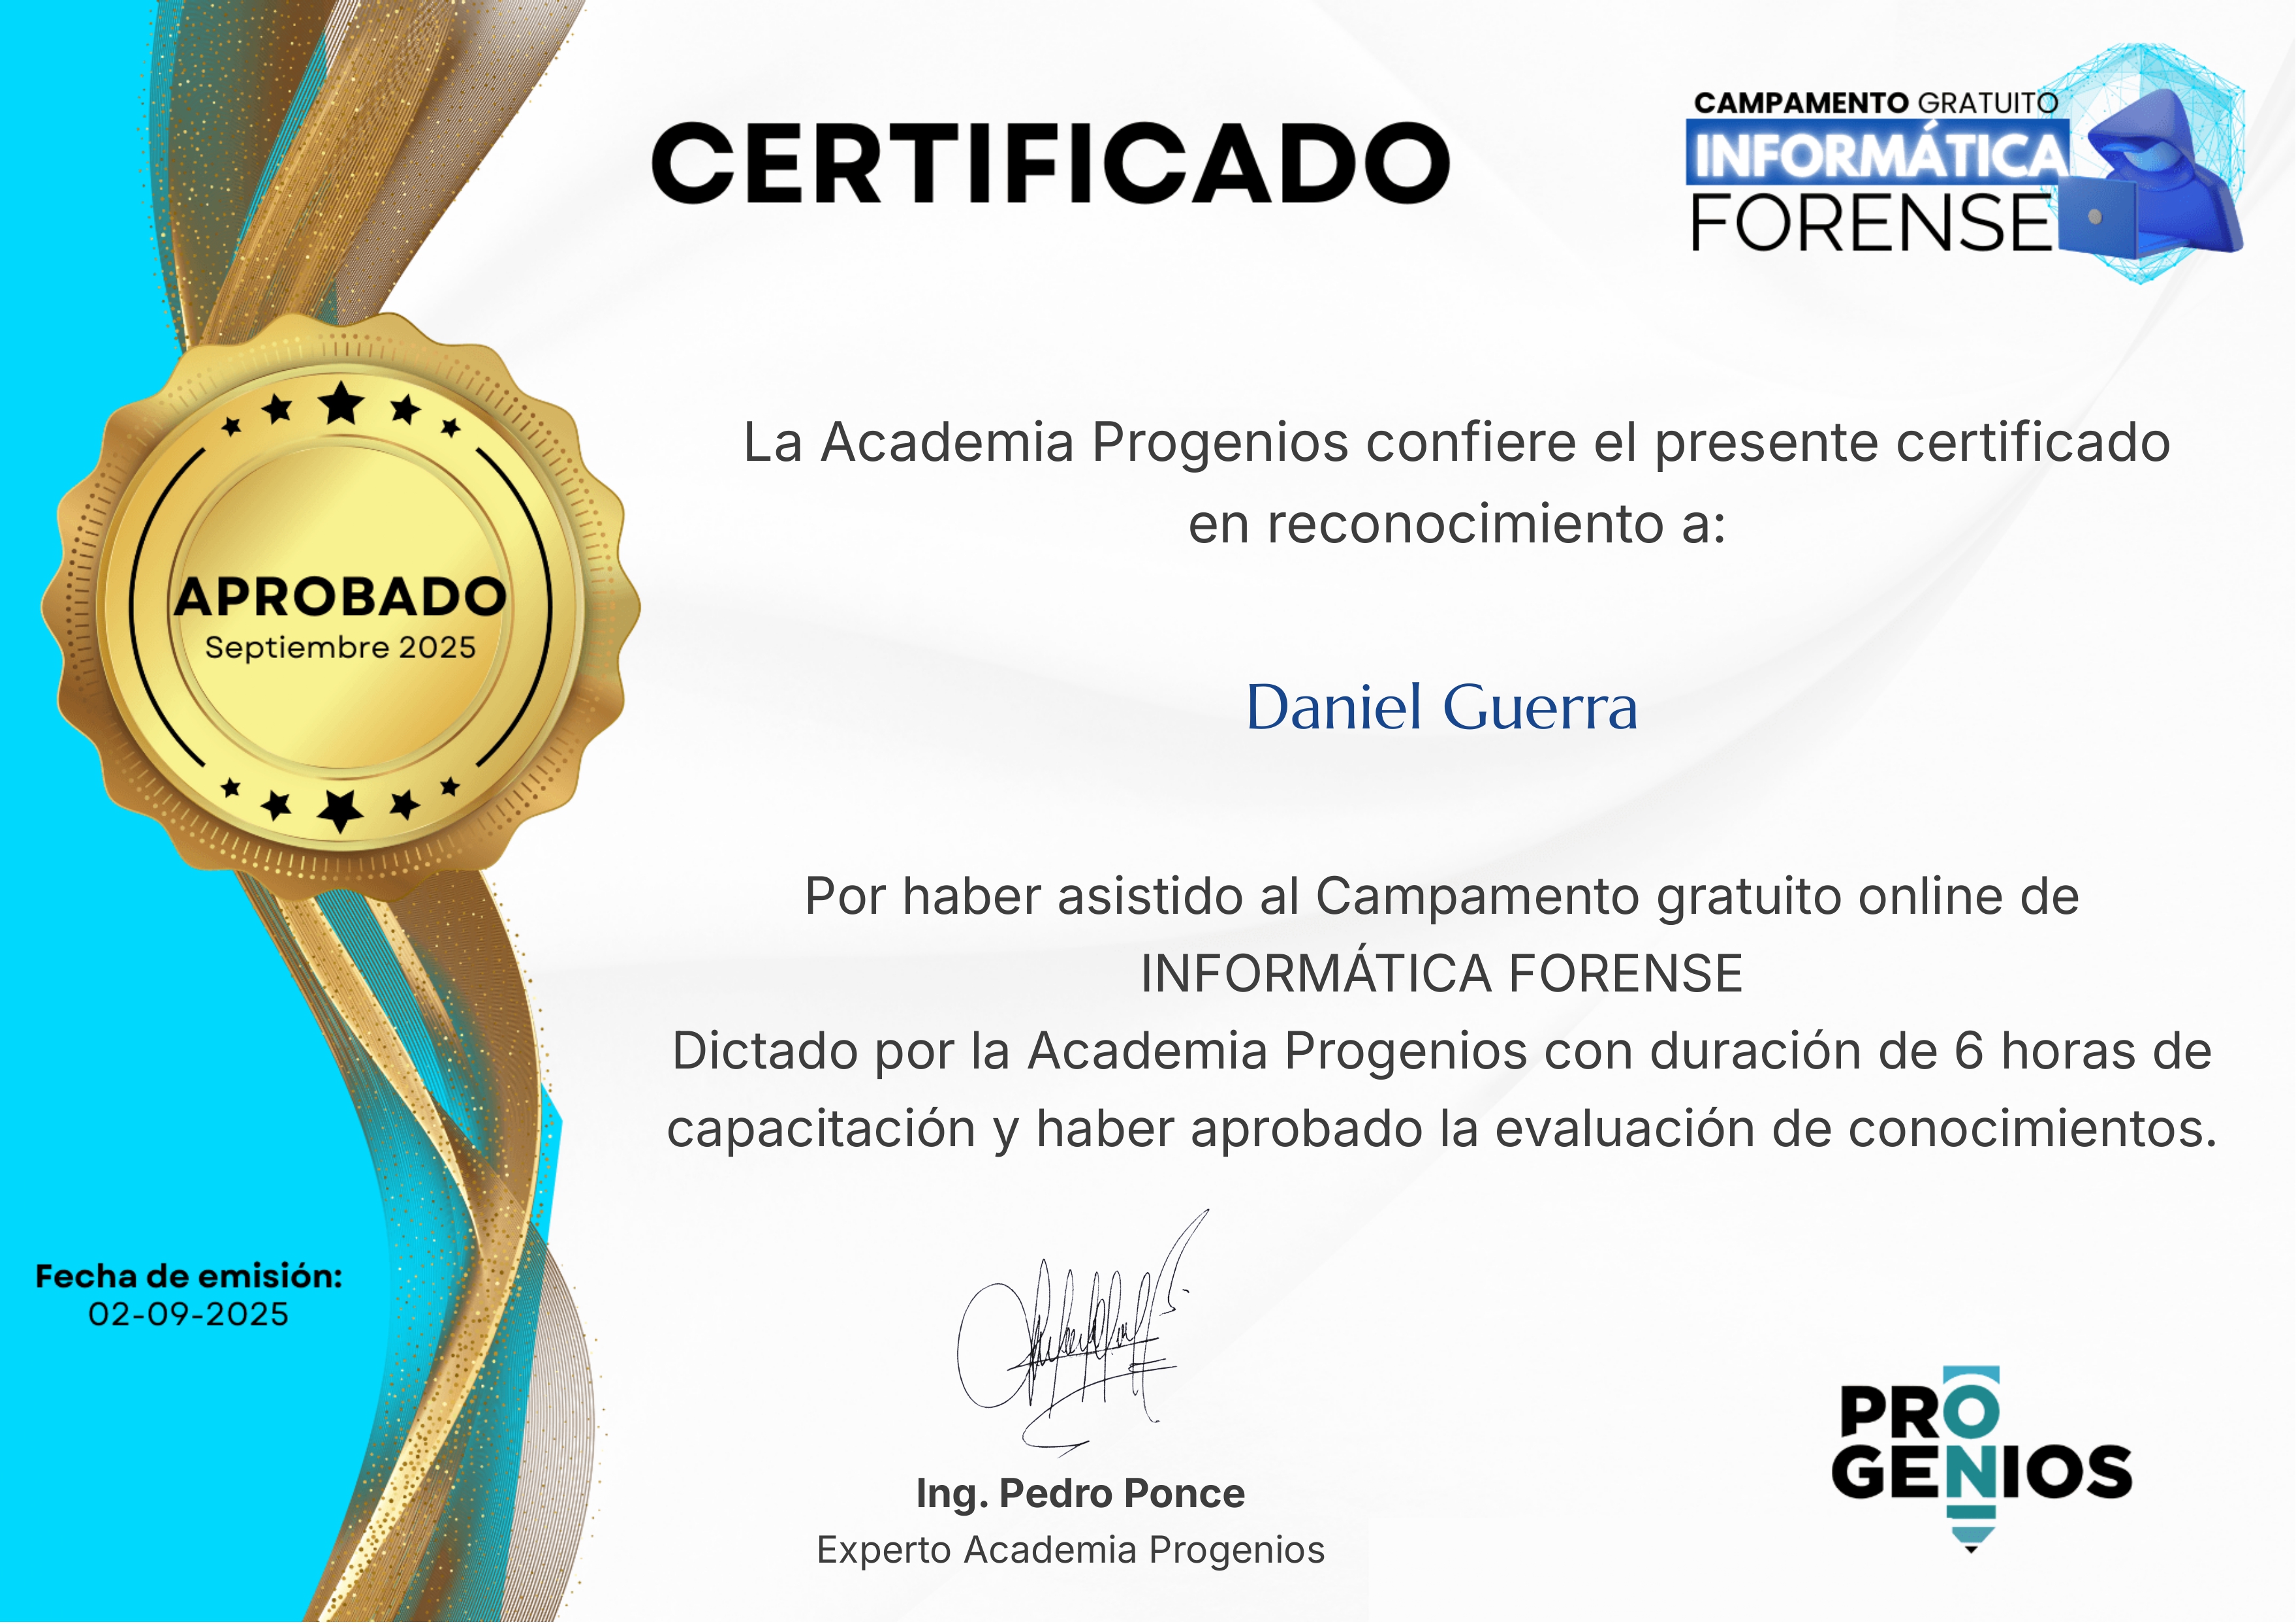 CERTIFICADO
CAMPAMENTO GRATUITO
INFORMÁTICA
FORENSE
La Academia Progenios confiere el presente certificado
en reconocimiento a:
APROBADO
Septiembre 2025
Daniel Guerra
Por haber asistido al Campamento gratuito online de
INFORMÁTICA FORENSE
Dictado por la Academia Progenios con duración de 6 horas de
capacitación y haber aprobado la evaluación de conocimientos.
Fecha de emisión:
02-09-2025
Ing. Pedro Ponce
Experto Academia Progenios
PRO
GENIOS